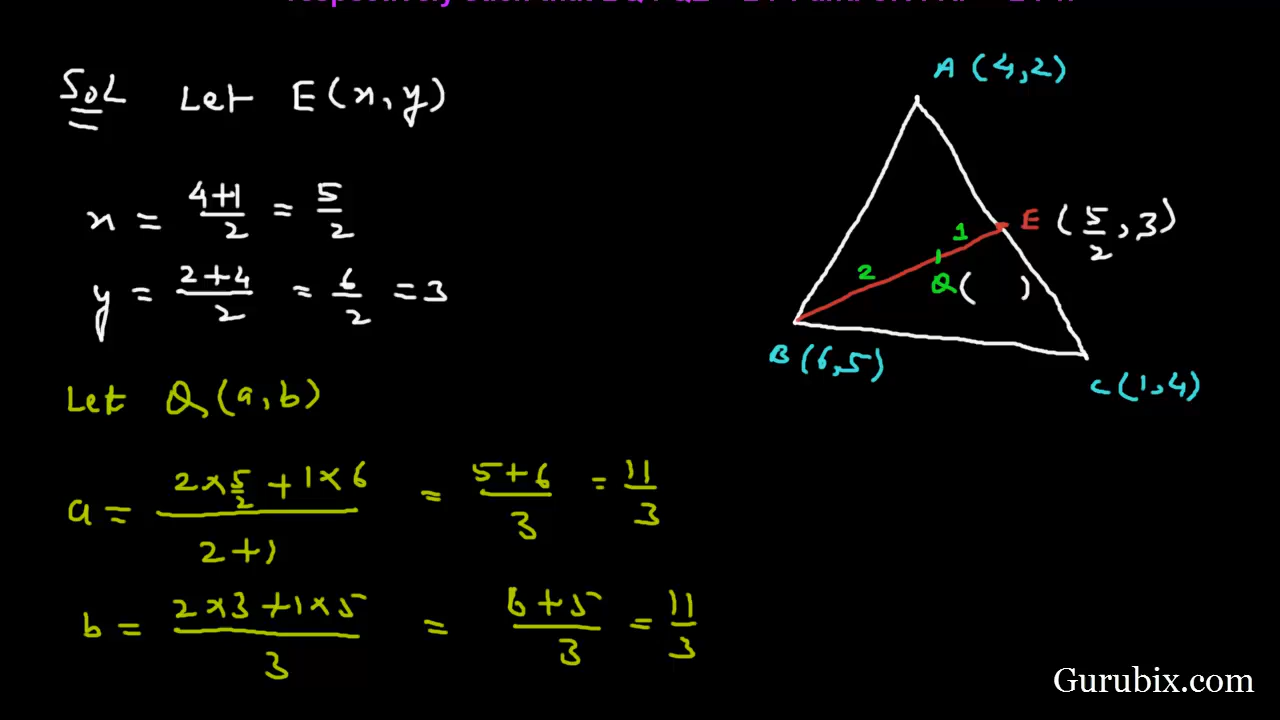 Sol Let E(x, y)
x = 4+1/2 = 5/2
y = 2+4/2 = 6/2 = 3
Let Q(a, b)
a = 2×5/2 + 1×6/2+1 = 5+6/3 = 11/3
b = 2×3+1×5/3 = 6+5/3 = 11/3
A (4,2)
1
E (5/2, 3)
2
Q( )
B (6,5)
C (1,4)
Gurubix.com